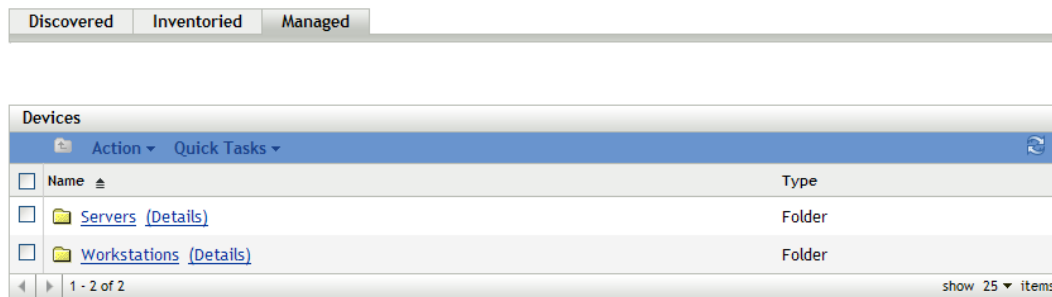 Discovered Inventoried Managed
Devices
Action Quick Tasks
Name Type
Servers (Details) Folder
Workstations (Details) Folder
1 - 2 of 2 show 25 items